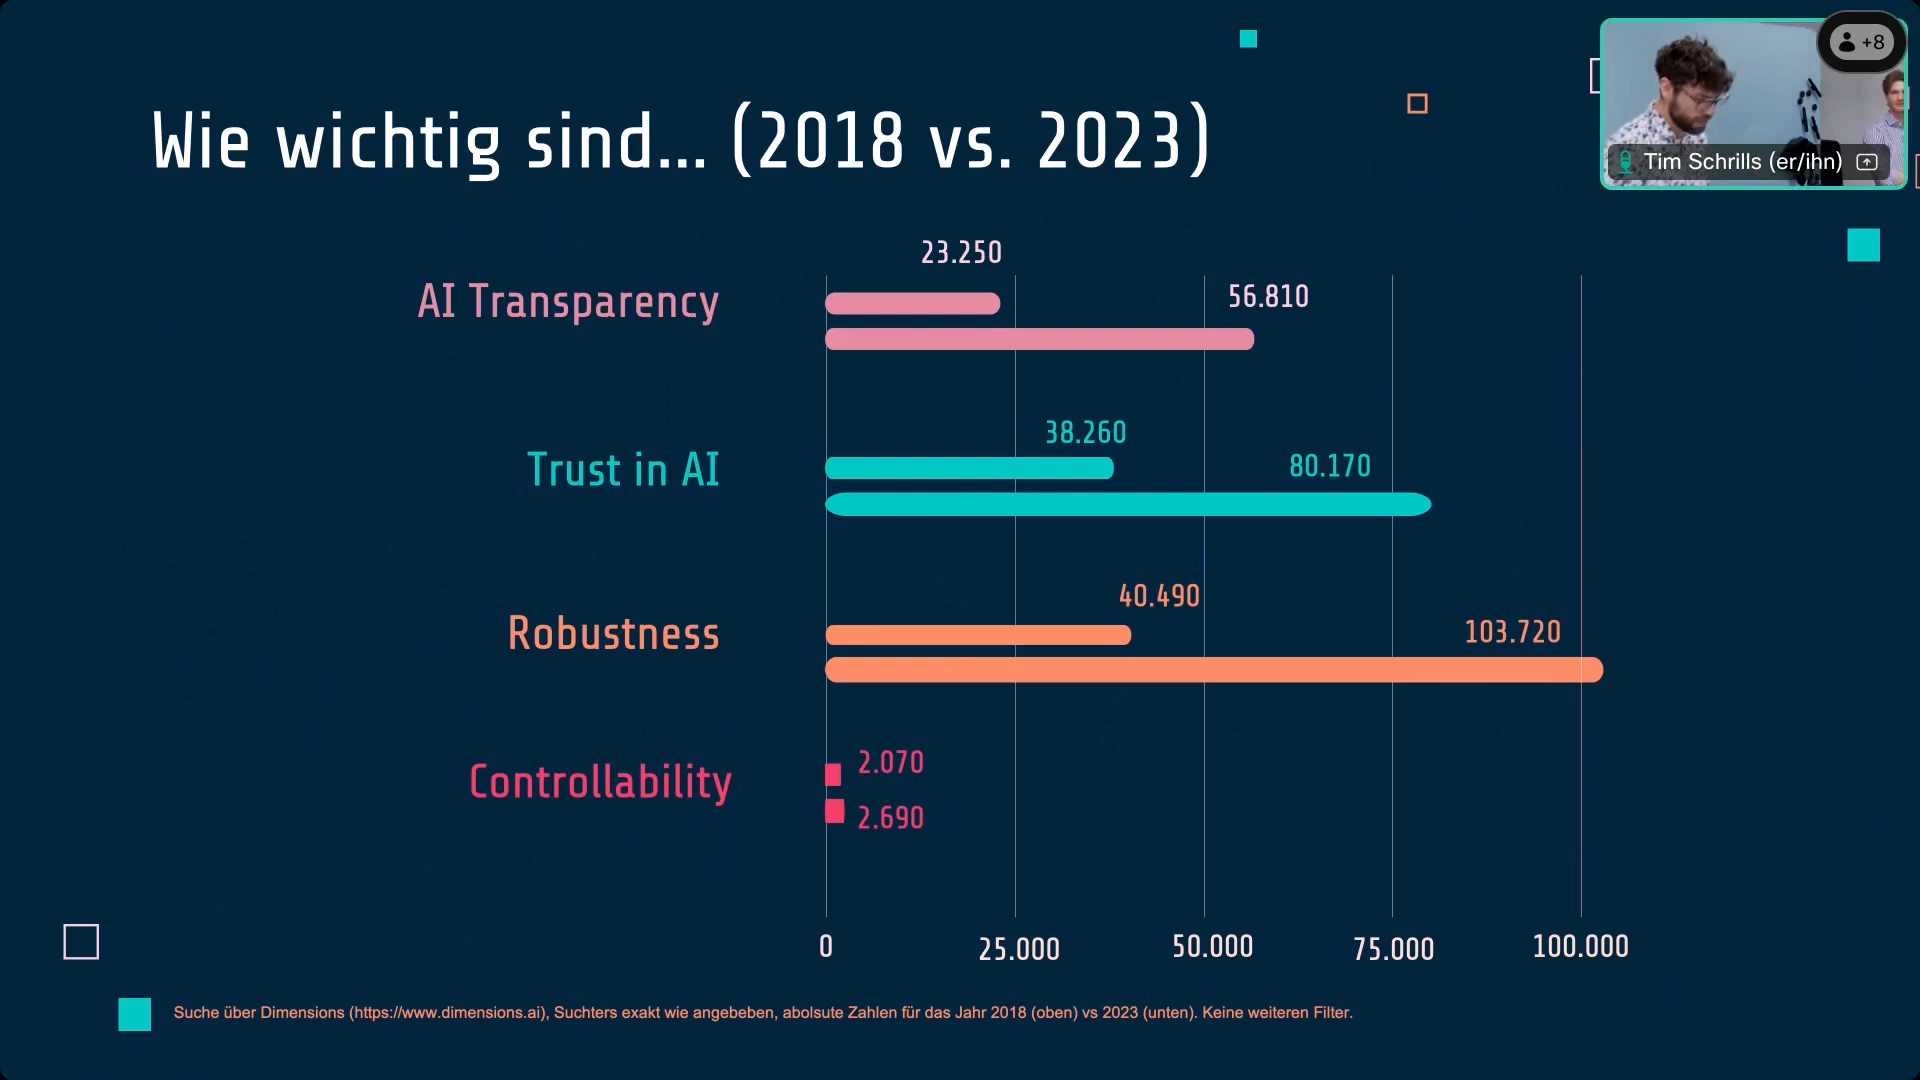 +8
Tim Schrills (er/ihn)
Wie wichtig sind... (2018 vs. 2023)
23.250
AI Transparency
56.810
38.260
Trust in AI
80.170
40.490
Robustness
103.720
2.070
Controllability
2.690
0 25.000 50.000 75.000 100.000
Suche über Dimensions (https://www.dimensions.ai), Suchters exakt wie angebeben, abolsute Zahlen für das Jahr 2018 (oben) vs 2023 (unten). Keine weiteren Filter.